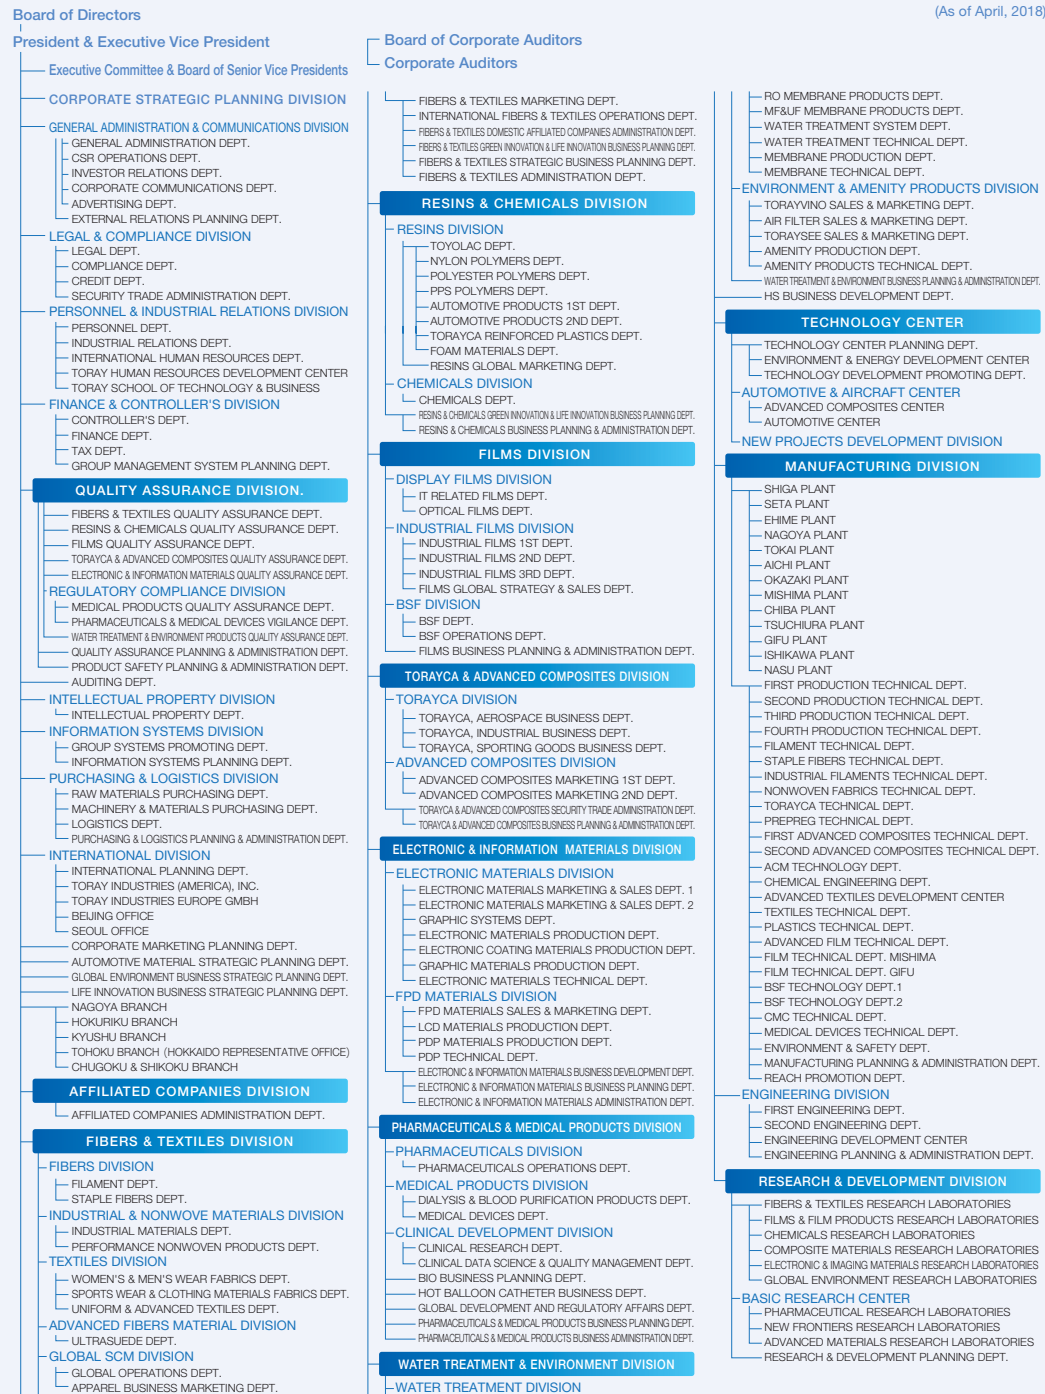 (As of April, 2018)
Board of Directors
President & Executive Vice President
Executive Committee & Board of Senior Vice Presidents
CORPORATE STRATEGIC PLANNING DIVISION
GENERAL ADMINISTRATION & COMMUNICATIONS DIVISION
GENERAL ADMINISTRATION DEPT.
CSR OPERATIONS DEPT.
INVESTOR RELATIONS DEPT.
CORPORATE COMMUNICATIONS DEPT.
ADVERTISING DEPT.
EXTERNAL RELATIONS PLANNING DEPT.
LEGAL & COMPLIANCE DIVISION
LEGAL DEPT.
COMPLIANCE DEPT.
CREDIT DEPT.
SECURITY TRADE ADMINISTRATION DEPT.
PERSONNEL & INDUSTRIAL RELATIONS DIVISION
PERSONNEL DEPT.
INDUSTRIAL RELATIONS DEPT.
INTERNATIONAL HUMAN RESOURCES DEPT.
TORAY HUMAN RESOURCES DEVELOPMENT CENTER
TORAY SCHOOL OF TECHNOLOGY & BUSINESS
FINANCE & CONTROLLER'S DIVISION
CONTROLLER'S DEPT.
FINANCE DEPT.
TAX DEPT.
GROUP MANAGEMENT SYSTEM PLANNING DEPT.
QUALITY ASSURANCE DIVISION.
FIBERS & TEXTILES QUALITY ASSURANCE DEPT.
RESINS & CHEMICALS QUALITY ASSURANCE DEPT.
FILMS QUALITY ASSURANCE DEPT.
TORAYCA & ADVANCED COMPOSITES QUALITY ASSURANCE DEPT.
ELECTRONIC & INFORMATION MATERIALS QUALITY ASSURANCE DEPT.
REGULATORY COMPLIANCE DIVISION
MEDICAL PRODUCTS QUALITY ASSURANCE DEPT.
PHARMACEUTICALS & MEDICAL DEVICES VIGILANCE DEPT.
WATER TREATMENT & ENVIRONMENT PRODUCTS QUALITY ASSURANCE DEPT.
QUALITY ASSURANCE PLANNING & ADMINISTRATION DEPT.
PRODUCT SAFETY PLANNING & ADMINISTRATION DEPT.
AUDITING DEPT.
INTELLECTUAL PROPERTY DIVISION
INTELLECTUAL PROPERTY DEPT.
INFORMATION SYSTEMS DIVISION
GROUP SYSTEMS PROMOTING DEPT.
INFORMATION SYSTEMS PLANNING DEPT.
PURCHASING & LOGISTICS DIVISION
RAW MATERIALS PURCHASING DEPT.
MACHINERY & MATERIALS PURCHASING DEPT.
LOGISTICS DEPT.
PURCHASING & LOGISTICS PLANNING & ADMINISTRATION DEPT.
INTERNATIONAL DIVISION
INTERNATIONAL PLANNING DEPT.
TORAY INDUSTRIES (AMERICA), INC.
TORAY INDUSTRIES EUROPE GMBH
BEIJING OFFICE
SEOUL OFFICE
CORPORATE MARKETING PLANNING DEPT.
AUTOMOTIVE MATERIAL STRATEGIC PLANNING DEPT.
GLOBAL ENVIRONMENT BUSINESS STRATEGIC PLANNING DEPT.
LIFE INNOVATION BUSINESS STRATEGIC PLANNING DEPT.
NAGOYA BRANCH
HOKURIKU BRANCH
KYUSHU BRANCH
TOHOKU BRANCH (HOKKAIDO REPRESENTATIVE OFFICE)
CHUGOKU & SHIKOKU BRANCH
AFFILIATED COMPANIES DIVISION
AFFILIATED COMPANIES ADMINISTRATION DEPT.
FIBERS & TEXTILES DIVISION
FIBERS DIVISION
FILAMENT DEPT.
STAPLE FIBERS DEPT.
INDUSTRIAL & NONWOVE MATERIALS DIVISION
INDUSTRIAL MATERIALS DEPT.
PERFORMANCE NONWOVEN PRODUCTS DEPT.
TEXTILES DIVISION
WOMEN'S & MEN'S WEAR FABRICS DEPT.
SPORTS WEAR & CLOTHING MATERIALS FABRICS DEPT.
UNIFORM & ADVANCED TEXTILES DEPT.
ADVANCED FIBERS MATERIAL DIVISION
ULTRASUEDE DEPT.
GLOBAL SCM DIVISION
GLOBAL OPERATIONS DEPT.
APPAREL BUSINESS MARKETING DEPT.
Board of Corporate Auditors
Corporate Auditors
FIBERS & TEXTILES MARKETING DEPT.
INTERNATIONAL FIBERS & TEXTILES OPERATIONS DEPT.
FIBERS & TEXTILES DOMESTIC AFFILIATED COMPANIES ADMINISTRATION DEPT.
FIBERS & TEXTILES GREEN INNOVATION & LIFE INNOVATION BUSINESS PLANNING DEPT.
FIBERS & TEXTILES STRATEGIC BUSINESS PLANNING DEPT.
FIBERS & TEXTILES ADMINISTRATION DEPT.
RESINS & CHEMICALS DIVISION
RESINS DIVISION
TOYOLAC DEPT.
NYLON POLYMERS DEPT.
POLYESTER POLYMERS DEPT.
PPS POLYMERS DEPT.
AUTOMOTIVE PRODUCTS 1ST DEPT.
AUTOMOTIVE PRODUCTS 2ND DEPT.
TORAYCA REINFORCED PLASTICS DEPT.
FOAM MATERIALS DEPT.
RESINS GLOBAL MARKETING DEPT.
CHEMICALS DIVISION
CHEMICALS DEPT.
RESINS & CHEMICALS GREEN INNOVATION & LIFE INNOVATION BUSINESS PLANNING DEPT.
RESINS & CHEMICALS BUSINESS PLANNING & ADMINISTRATION DEPT.
FILMS DIVISION
DISPLAY FILMS DIVISION
IT RELATED FILMS DEPT.
OPTICAL FILMS DEPT.
INDUSTRIAL FILMS DIVISION
INDUSTRIAL FILMS 1ST DEPT.
INDUSTRIAL FILMS 2ND DEPT.
INDUSTRIAL FILMS 3RD DEPT.
FILMS GLOBAL STRATEGY & SALES DEPT.
BSF DIVISION
BSF DEPT.
BSF OPERATIONS DEPT.
FILMS BUSINESS PLANNING & ADMINISTRATION DEPT.
TORAYCA & ADVANCED COMPOSITES DIVISION
TORAYCA DIVISION
TORAYCA, AEROSPACE BUSINESS DEPT.
TORAYCA, INDUSTRIAL BUSINESS DEPT.
TORAYCA, SPORTING GOODS BUSINESS DEPT.
ADVANCED COMPOSITES DIVISION
ADVANCED COMPOSITES MARKETING 1ST DEPT.
ADVANCED COMPOSITES MARKETING 2ND DEPT.
TORAYCA & ADVANCED COMPOSITES SECURITY TRADE ADMINISTRATION DEPT.
TORAYCA & ADVANCED COMPOSITES BUSINESS PLANNING & ADMINISTRATION DEPT.
ELECTRONIC & INFORMATION MATERIALS DIVISION
ELECTRONIC MATERIALS DIVISION
ELECTRONIC MATERIALS MARKETING & SALES DEPT. 1
ELECTRONIC MATERIALS MARKETING & SALES DEPT. 2
GRAPHIC SYSTEMS DEPT.
ELECTRONIC MATERIALS PRODUCTION DEPT.
ELECTRONIC COATING MATERIALS PRODUCTION DEPT.
GRAPHIC MATERIALS PRODUCTION DEPT.
ELECTRONIC MATERIALS TECHNICAL DEPT.
FPD MATERIALS DIVISION
FPD MATERIALS SALES & MARKETING DEPT.
LCD MATERIALS PRODUCTION DEPT.
PDP MATERIALS PRODUCTION DEPT.
PDP TECHNICAL DEPT.
ELECTRONIC & INFORMATION MATERIALS BUSINESS DEVELOPMENT DEPT.
ELECTRONIC & INFORMATION MATERIALS BUSINESS PLANNING DEPT.
ELECTRONIC & INFORMATION MATERIALS ADMINISTRATION DEPT.
PHARMACEUTICALS & MEDICAL PRODUCTS DIVISION
PHARMACEUTICALS DIVISION
PHARMACEUTICALS OPERATIONS DEPT.
MEDICAL PRODUCTS DIVISION
DIALYSIS & BLOOD PURIFICATION PRODUCTS DEPT.
MEDICAL DEVICES DEPT.
CLINICAL DEVELOPMENT DIVISION
CLINICAL RESEARCH DEPT.
CLINICAL DATA SCIENCE & QUALITY MANAGEMENT DEPT.
BIO BUSINESS PLANNING DEPT.
HOT BALLOON CATHETER BUSINESS DEPT.
GLOBAL DEVELOPMENT AND REGULATORY AFFAIRS DEPT.
PHARMACEUTICALS & MEDICAL PRODUCTS BUSINESS PLANNING DEPT.
PHARMACEUTICALS & MEDICAL PRODUCTS BUSINESS ADMINISTRATION DEPT.
WATER TREATMENT & ENVIRONMENT DIVISION
WATER TREATMENT DIVISION
RO MEMBRANE PRODUCTS DEPT.
MF&UF MEMBRANE PRODUCTS DEPT.
WATER TREATMENT SYSTEM DEPT.
WATER TREATMENT TECHNICAL DEPT.
MEMBRANE PRODUCTION DEPT.
MEMBRANE TECHNICAL DEPT.
ENVIRONMENT & AMENITY PRODUCTS DIVISION
TORAYVINO SALES & MARKETING DEPT.
AIR FILTER SALES & MARKETING DEPT.
TORAYSEE SALES & MARKETING DEPT.
AMENITY PRODUCTION DEPT.
AMENITY PRODUCTS TECHNICAL DEPT.
WATER TREATMENT & ENVIRONMENT BUSINESS PLANNING & ADMINISTRATION DEPT.
HS BUSINESS DEVELOPMENT DEPT.
TECHNOLOGY CENTER
TECHNOLOGY CENTER PLANNING DEPT.
ENVIRONMENT & ENERGY DEVELOPMENT CENTER
TECHNOLOGY DEVELOPMENT PROMOTING DEPT.
AUTOMOTIVE & AIRCRAFT CENTER
ADVANCED COMPOSITES CENTER
AUTOMOTIVE CENTER
NEW PROJECTS DEVELOPMENT DIVISION
MANUFACTURING DIVISION
SHIGA PLANT
SETA PLANT
EHIME PLANT
NAGOYA PLANT
TOKAI PLANT
AICHI PLANT
OKAZAKI PLANT
MISHIMA PLANT
CHIBA PLANT
TSUCHIURA PLANT
GIFU PLANT
ISHIKAWA PLANT
NASU PLANT
FIRST PRODUCTION TECHNICAL DEPT.
SECOND PRODUCTION TECHNICAL DEPT.
THIRD PRODUCTION TECHNICAL DEPT.
FOURTH PRODUCTION TECHNICAL DEPT.
FILAMENT TECHNICAL DEPT.
STAPLE FIBERS TECHNICAL DEPT.
INDUSTRIAL FILAMENTS TECHNICAL DEPT.
NONWOVEN FABRICS TECHNICAL DEPT.
TORAYCA TECHNICAL DEPT.
PREPREG TECHNICAL DEPT.
FIRST ADVANCED COMPOSITES TECHNICAL DEPT.
SECOND ADVANCED COMPOSITES TECHNICAL DEPT.
ACM TECHNOLOGY DEPT.
CHEMICAL ENGINEERING DEPT.
ADVANCED TEXTILES DEVELOPMENT CENTER
TEXTILES TECHNICAL DEPT.
PLASTICS TECHNICAL DEPT.
ADVANCED FILM TECHNICAL DEPT.
FILM TECHNICAL DEPT. MISHIMA
FILM TECHNICAL DEPT. GIFU
BSF TECHNOLOGY DEPT.1
BSF TECHNOLOGY DEPT.2
CMC TECHNICAL DEPT.
MEDICAL DEVICES TECHNICAL DEPT.
ENVIRONMENT & SAFETY DEPT.
MANUFACTURING PLANNING & ADMINISTRATION DEPT.
REACH PROMOTION DEPT.
ENGINEERING DIVISION
FIRST ENGINEERING DEPT.
SECOND ENGINEERING DEPT.
ENGINEERING DEVELOPMENT CENTER
ENGINEERING PLANNING & ADMINISTRATION DEPT.
RESEARCH & DEVELOPMENT DIVISION
FIBERS & TEXTILES RESEARCH LABORATORIES
FILMS & FILM PRODUCTS RESEARCH LABORATORIES
CHEMICALS RESEARCH LABORATORIES
COMPOSITE MATERIALS RESEARCH LABORATORIES
ELECTRONIC & IMAGING MATERIALS RESEARCH LABORATORIES
GLOBAL ENVIRONMENT RESEARCH LABORATORIES
BASIC RESEARCH CENTER
PHARMACEUTICAL RESEARCH LABORATORIES
NEW FRONTIERS RESEARCH LABORATORIES
ADVANCED MATERIALS RESEARCH LABORATORIES
RESEARCH & DEVELOPMENT PLANNING DEPT.